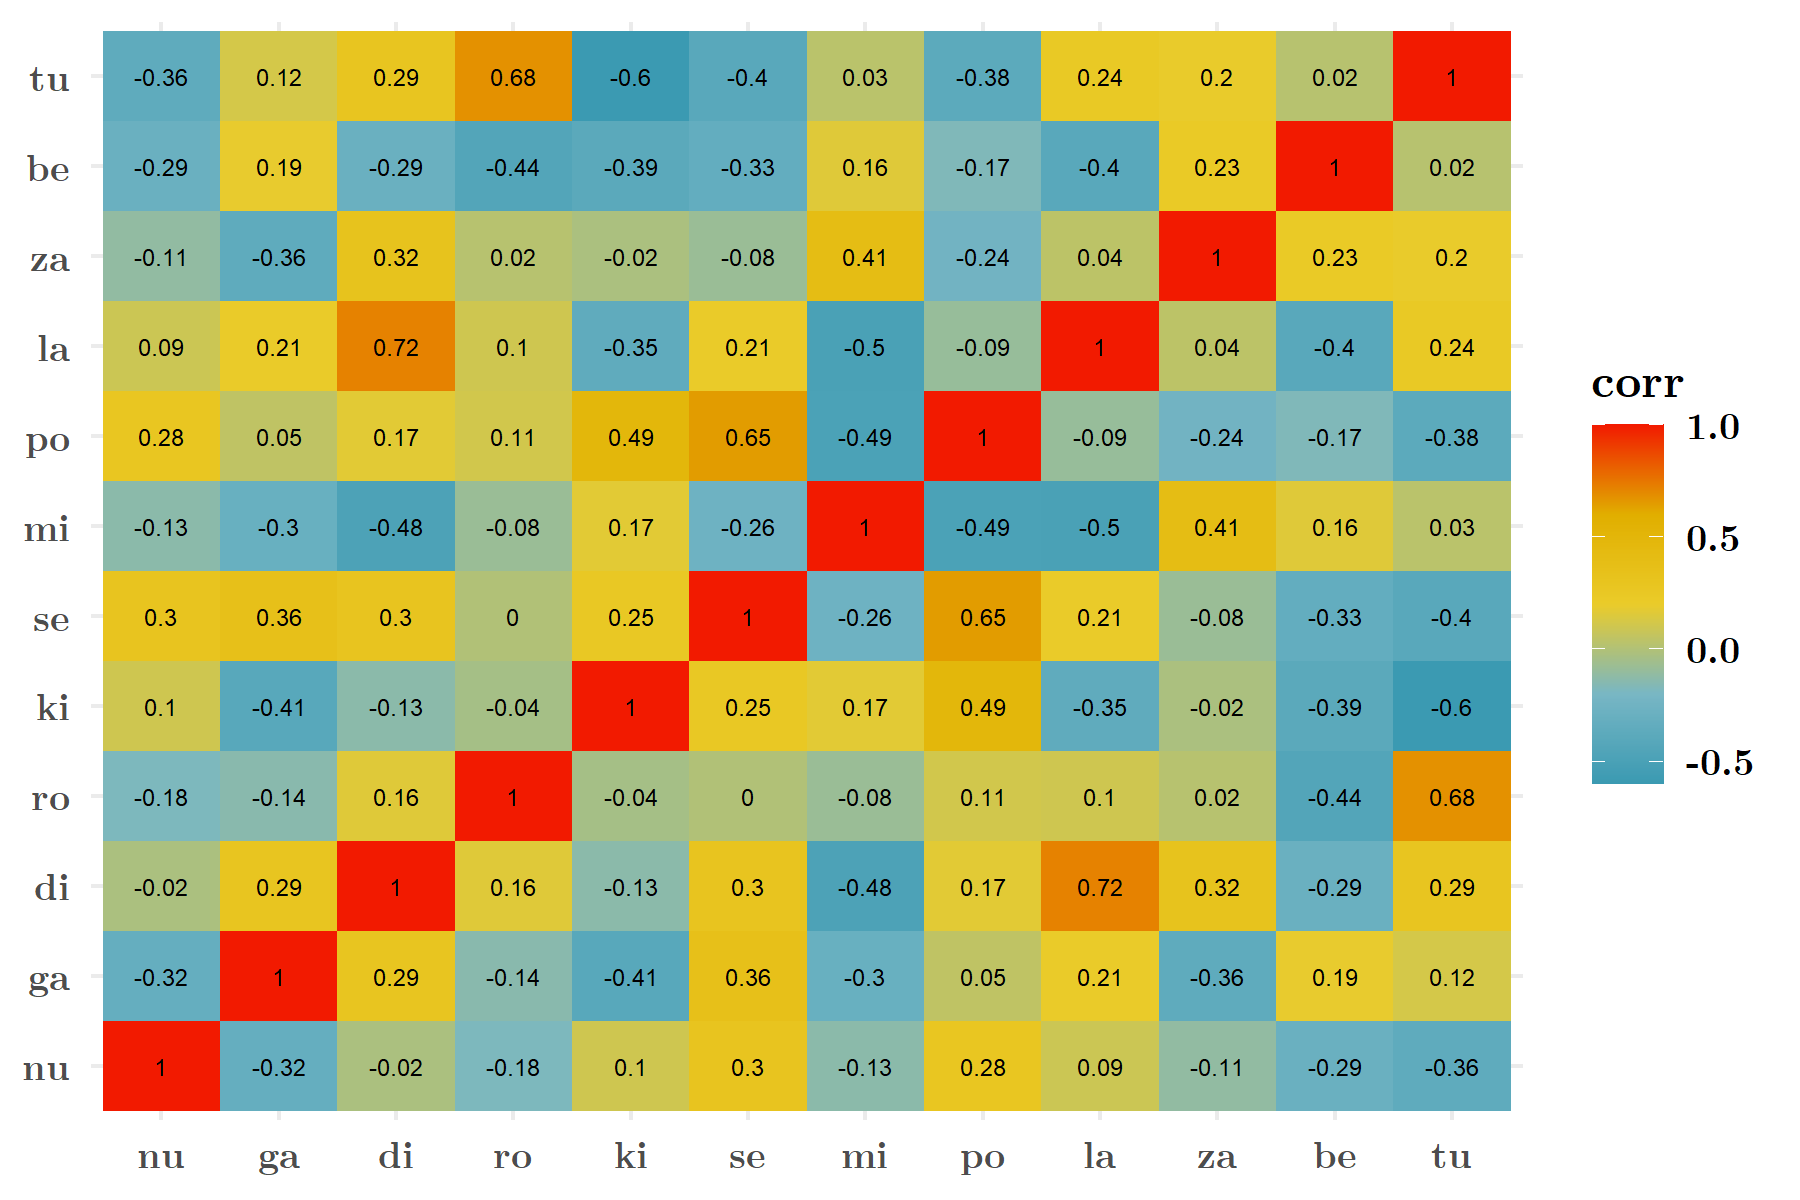 tu -0.36 0.12 0.29 0.68 -0.6 -0.4 0.03 -0.38 0.24 0.2 0.02 1
be -0.29 0.19 -0.29 -0.44 -0.39 -0.33 0.16 -0.17 -0.4 0.23 1 0.02
za -0.11 -0.36 0.32 0.02 -0.02 -0.08 0.41 -0.24 0.04 1 0.23 0.2
la 0.09 0.21 0.72 0.1 -0.35 0.21 -0.5 -0.09 1 0.04 -0.4 0.24
po 0.28 0.05 0.17 0.11 0.49 0.65 -0.49 1 -0.09 -0.24 -0.17 -0.38
mi -0.13 -0.3 -0.48 -0.08 0.17 -0.26 1 -0.49 -0.5 0.41 0.16 0.03
se 0.3 0.36 0.3 0 0.25 1 -0.26 0.65 0.21 -0.08 -0.33 -0.4
ki 0.1 -0.41 -0.13 -0.04 1 0.25 0.17 0.49 -0.35 -0.02 -0.39 -0.6
ro -0.18 -0.14 0.16 1 -0.04 0 -0.08 0.11 0.1 0.02 -0.44 0.68
di -0.02 0.29 1 0.16 -0.13 0.3 -0.48 0.17 0.72 0.32 -0.29 0.29
ga -0.32 1 0.29 -0.14 -0.41 0.36 -0.3 0.05 0.21 -0.36 0.19 0.12
nu 1 -0.32 -0.02 -0.18 0.1 0.3 -0.13 0.28 0.09 -0.11 -0.29 -0.36
nu ga di ro ki se mi po la za be tu
corr
1.0
0.5
0.0
-0.5